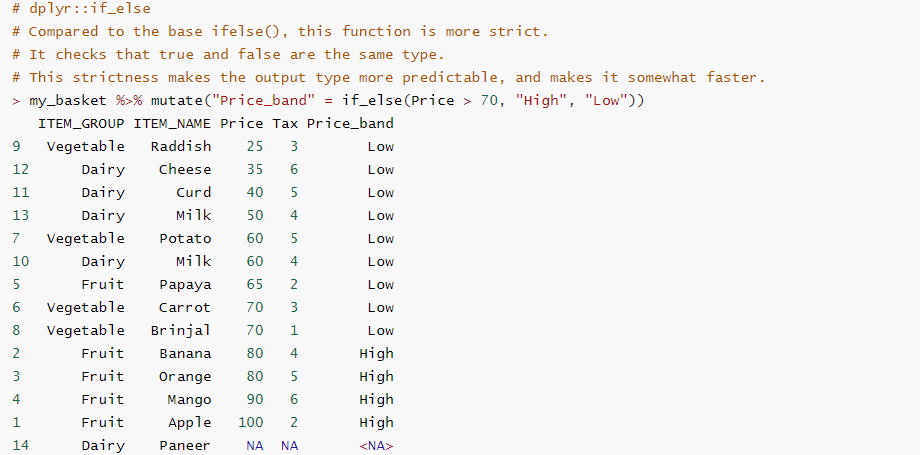 # dplyr::if_else
# Compared to the base ifelse(), this function is more strict.
# It checks that true and false are the same type.
# This strictness makes the output type more predictable, and makes it somewhat faster.
> my_basket %>% mutate("Price_band" = if_else(Price > 70, "High", "Low"))
   ITEM_GROUP ITEM_NAME Price Tax Price_band
9   Vegetable   Raddish    25   3        Low
12      Dairy    Cheese    35   6        Low
11      Dairy      Curd    40   5        Low
13      Dairy      Milk    50   4        Low
7   Vegetable    Potato    60   5        Low
10      Dairy      Milk    60   4        Low
5       Fruit    Papaya    65   2        Low
6   Vegetable    Carrot    70   3        Low
8   Vegetable   Brinjal    70   1        Low
2       Fruit    Banana    80   4       High
3       Fruit    Orange    80   5       High
4       Fruit     Mango    90   6       High
1       Fruit     Apple   100   2       High
14      Dairy    Paneer    NA  NA       <NA>